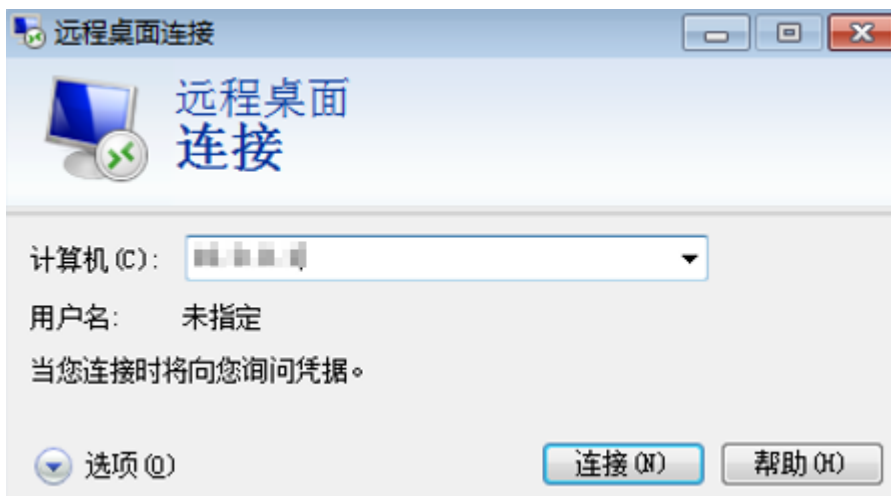 远程桌面连接
远程桌面
连接
计算机(C):
用户名: 未指定
当您连接时将向您询问凭据。
选项(O) 连接(N) 帮助(H)